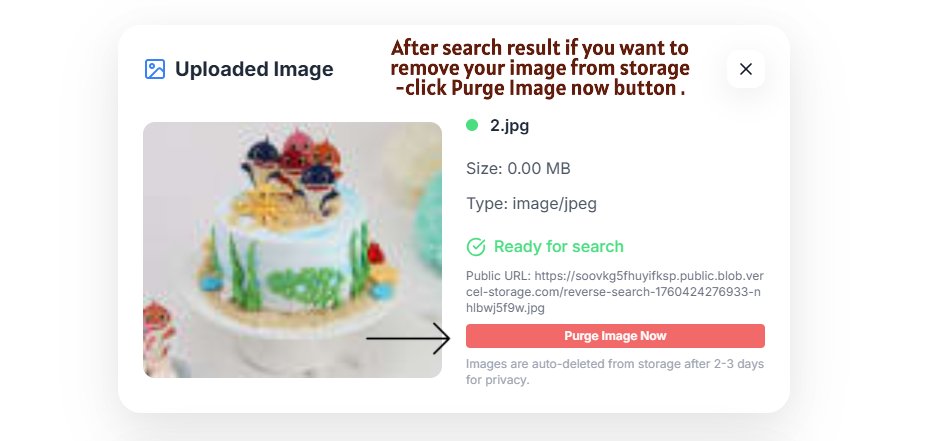 Uploaded Image
After search result if you want to
remove your image from storage
-click Purge Image now button .
2.jpg
Size: 0.00 MB
Type: image/jpeg
Ready for search
Public URL: https://soovkg5fhuyifksp.public.blob.ver
cel-storage.com/reverse-search-1760424276933-n
hlbwj5f9w.jpg
Purge Image Now
Images are auto-deleted from storage after 2-3 days
for privacy.